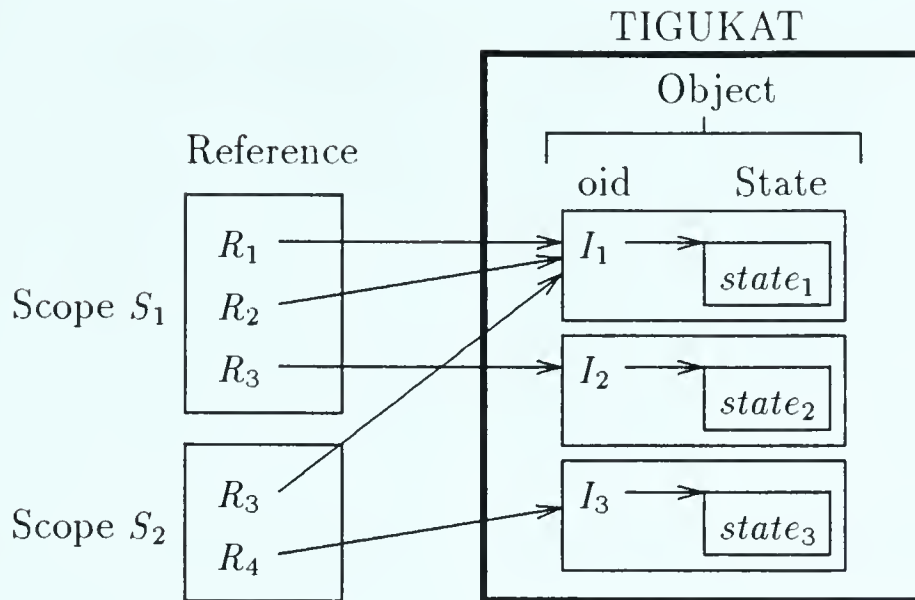 TIGUKAT
Object
Reference
oid State
Scope S₁
R₁
R₂
R₃
I₁ state₁
I₂ state₂
Scope S₂
R₃
R₄
I₃ state₃